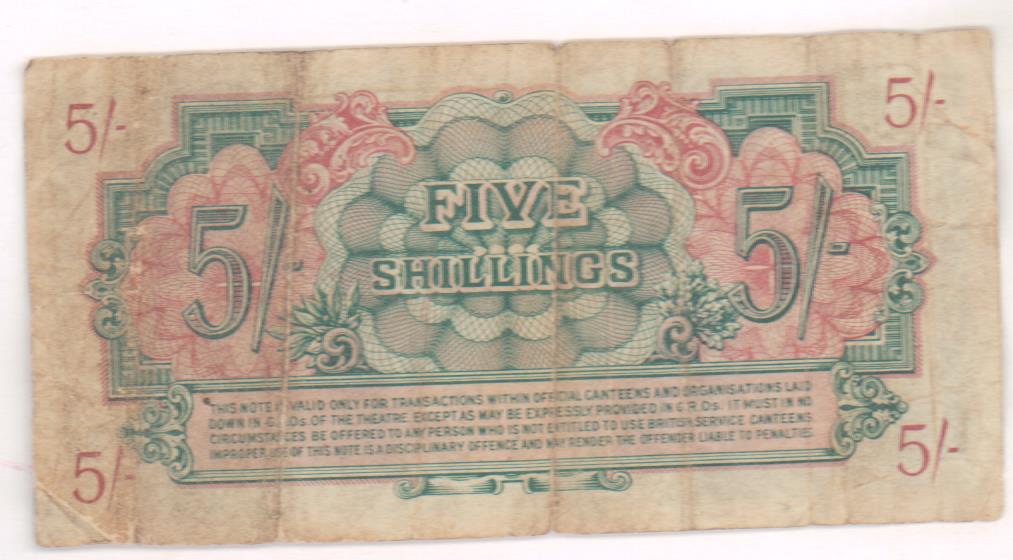 5/- 5/-
FIVE
5/- 5/-
SHILLINGS
THIS NOTE IS VALID ONLY FOR TRANSACTIONS WITHIN OFFICIAL CANTEENS AND ORGANISATIONS LAID
DOWN IN G.R.Os. OF THE THEATRE EXCEPT AS MAY BE EXPRESSLY PROVIDED IN G.R.Os. IT MUST IN NO
CIRCUMSTANCES BE OFFERED TO ANY PERSON WHO IS NOT ENTITLED TO USE BRITISH SERVICE CANTEENS
IMPROPER USE OF THIS NOTE IS A DISCIPLINARY OFFENCE AND MAY RENDER THE OFFENDER LIABLE TO PENALTIES
5/- 5/-